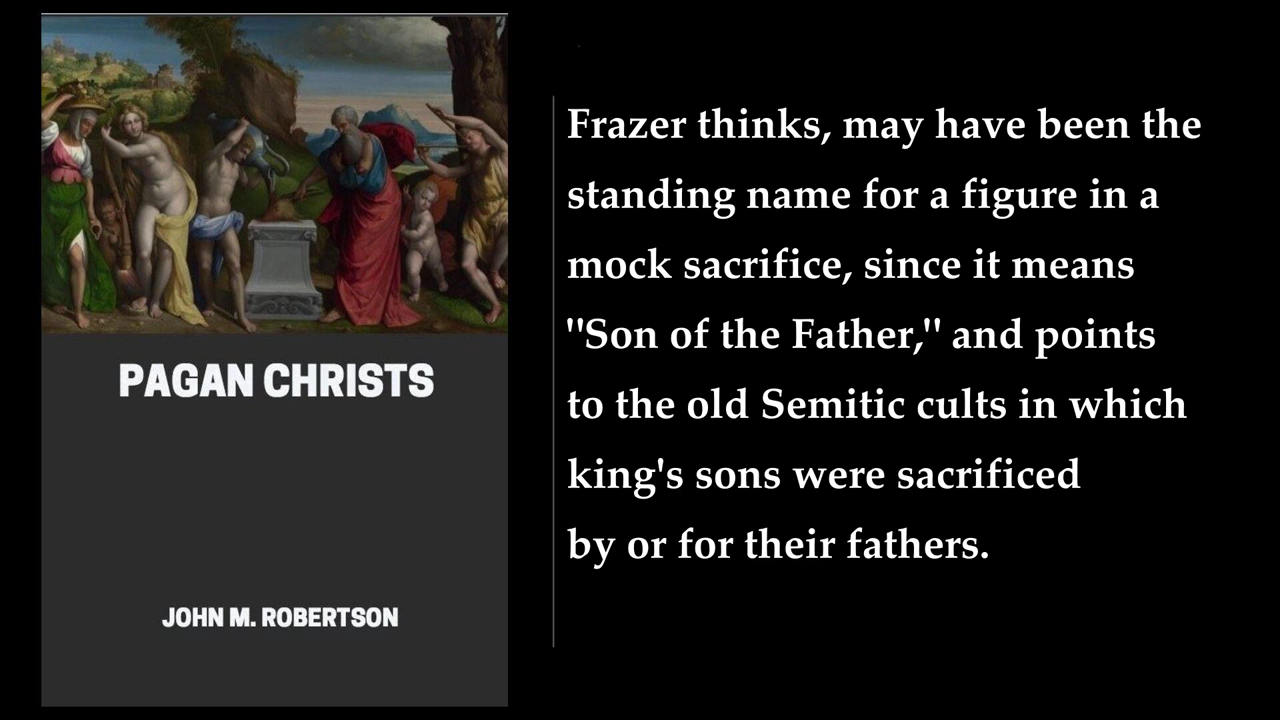 PAGAN CHRISTS
JOHN M. ROBERTSON
Frazer thinks, may have been the
standing name for a figure in a
mock sacrifice, since it means
"Son of the Father," and points
to the old Semitic cults in which
king's sons were sacrificed
by or for their fathers.